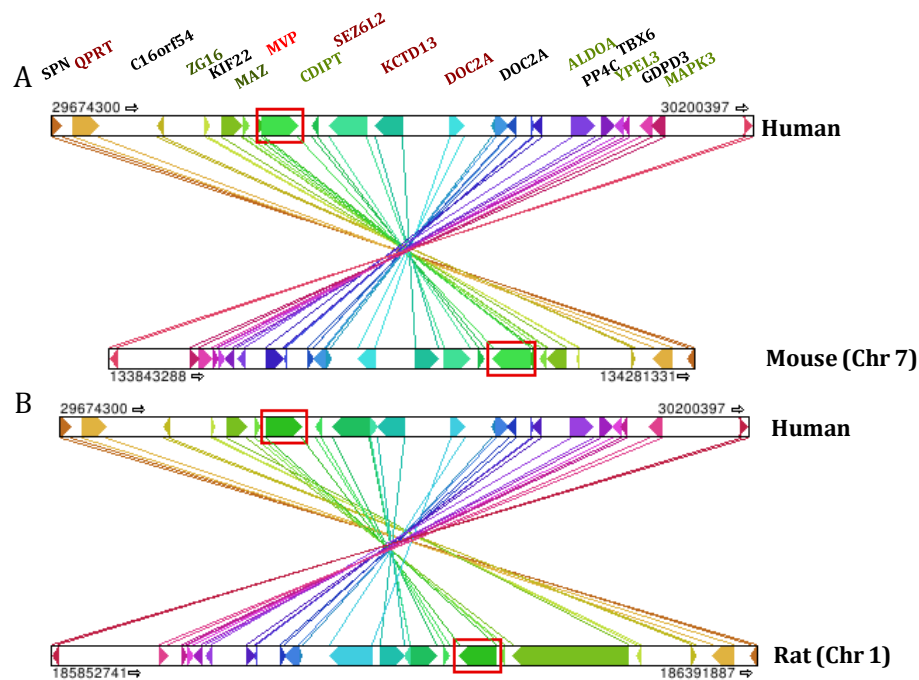 SPN QPRT C16orf54 ZG16 KIF22 MAZ MVP CDIPT SEZ6L2 KCTD13 DOC2A DOC2A ALDOA PP4C TBX6 YPEL3 GDPD3 MAPK3
A
29674300 ⇨ 30200397 ⇨
Human
133843288 ⇨ 134281331 ⇨
Mouse (Chr 7)
B
29674300 ⇨ 30200397 ⇨
Human
185852741 ⇨ 186391887 ⇨
Rat (Chr 1)